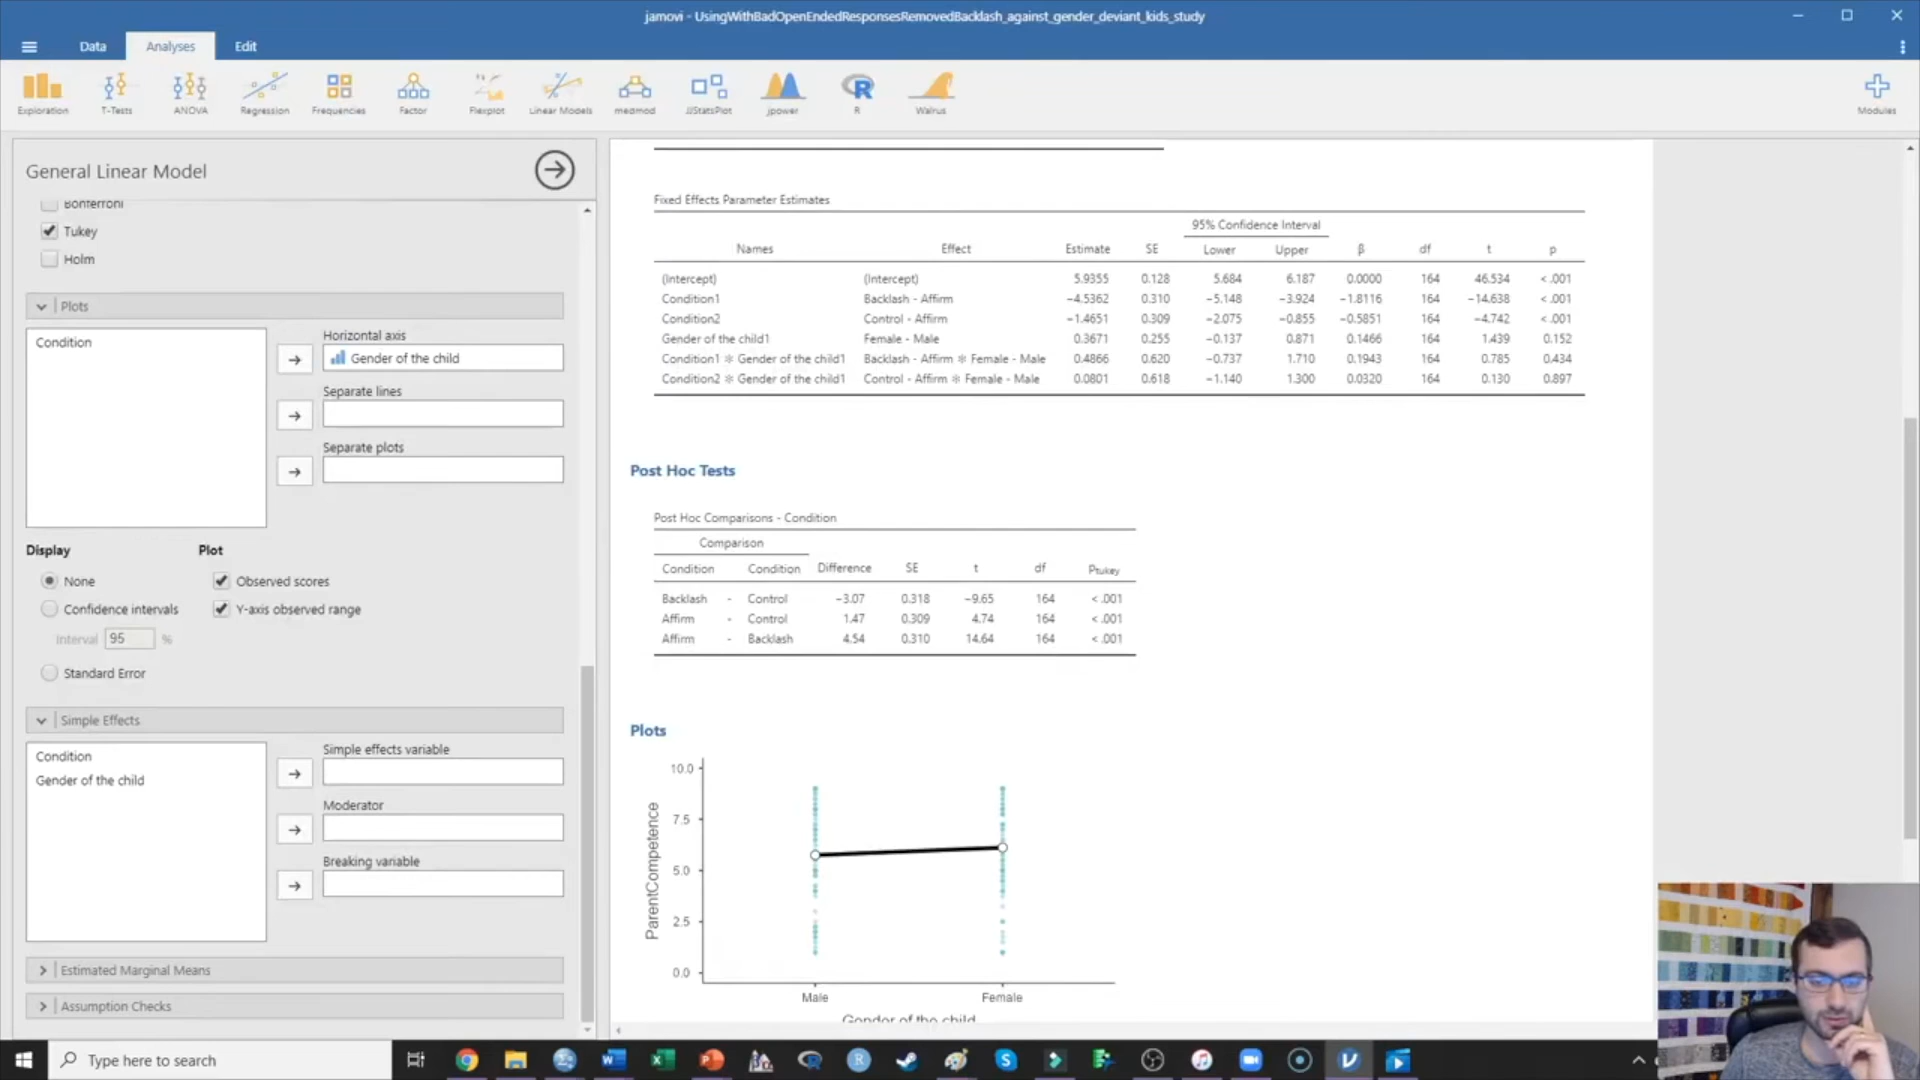 jamovi - UsingWithBadOpenEndedResponsesRemovedBacklash_against_gender_deviant_kids_study
Data Analyses Edit
Exploration T-Tests ANOVA Regression Frequencies Factor Flexplot Linear Models medmod JJStatsPlot jpower R Walrus Modules
General Linear Model
Bonferroni
Tukey
Holm
Plots
Condition
Horizontal axis
Gender of the child
Separate lines
Separate plots
Display Plot
None Observed scores
Confidence intervals Y-axis observed range
Interval 95 %
Standard Error
Simple Effects
Condition
Gender of the child
Simple effects variable
Moderator
Breaking variable
Estimated Marginal Means
Assumption Checks
Fixed Effects Parameter Estimates
95% Confidence Interval
Names Effect Estimate SE Lower Upper β df t p
(Intercept) (Intercept) 5.9355 0.128 5.684 6.187 0.0000 164 46.534 < .001
Condition1 Backlash - Affirm −4.5362 0.310 −5.148 −3.924 −1.8116 164 −14.638 < .001
Condition2 Control - Affirm −1.4651 0.309 −2.075 −0.855 −0.5851 164 −4.742 < .001
Gender of the child1 Female - Male 0.3671 0.255 −0.137 0.871 0.1466 164 1.439 0.152
Condition1 ✻ Gender of the child1 Backlash - Affirm ✻ Female - Male 0.4866 0.620 −0.737 1.710 0.1943 164 0.785 0.434
Condition2 ✻ Gender of the child1 Control - Affirm ✻ Female - Male 0.0801 0.618 −1.140 1.300 0.0320 164 0.130 0.897
Post Hoc Tests
Post Hoc Comparisons - Condition
Comparison
Condition Condition Difference SE t df Ptukey
Backlash - Control −3.07 0.318 −9.65 164 < .001
Affirm - Control 1.47 0.309 4.74 164 < .001
Affirm - Backlash 4.54 0.310 14.64 164 < .001
Plots
10.0
7.5
5.0
2.5
0.0
ParentCompetence
Male Female
Gender of the child
Type here to search